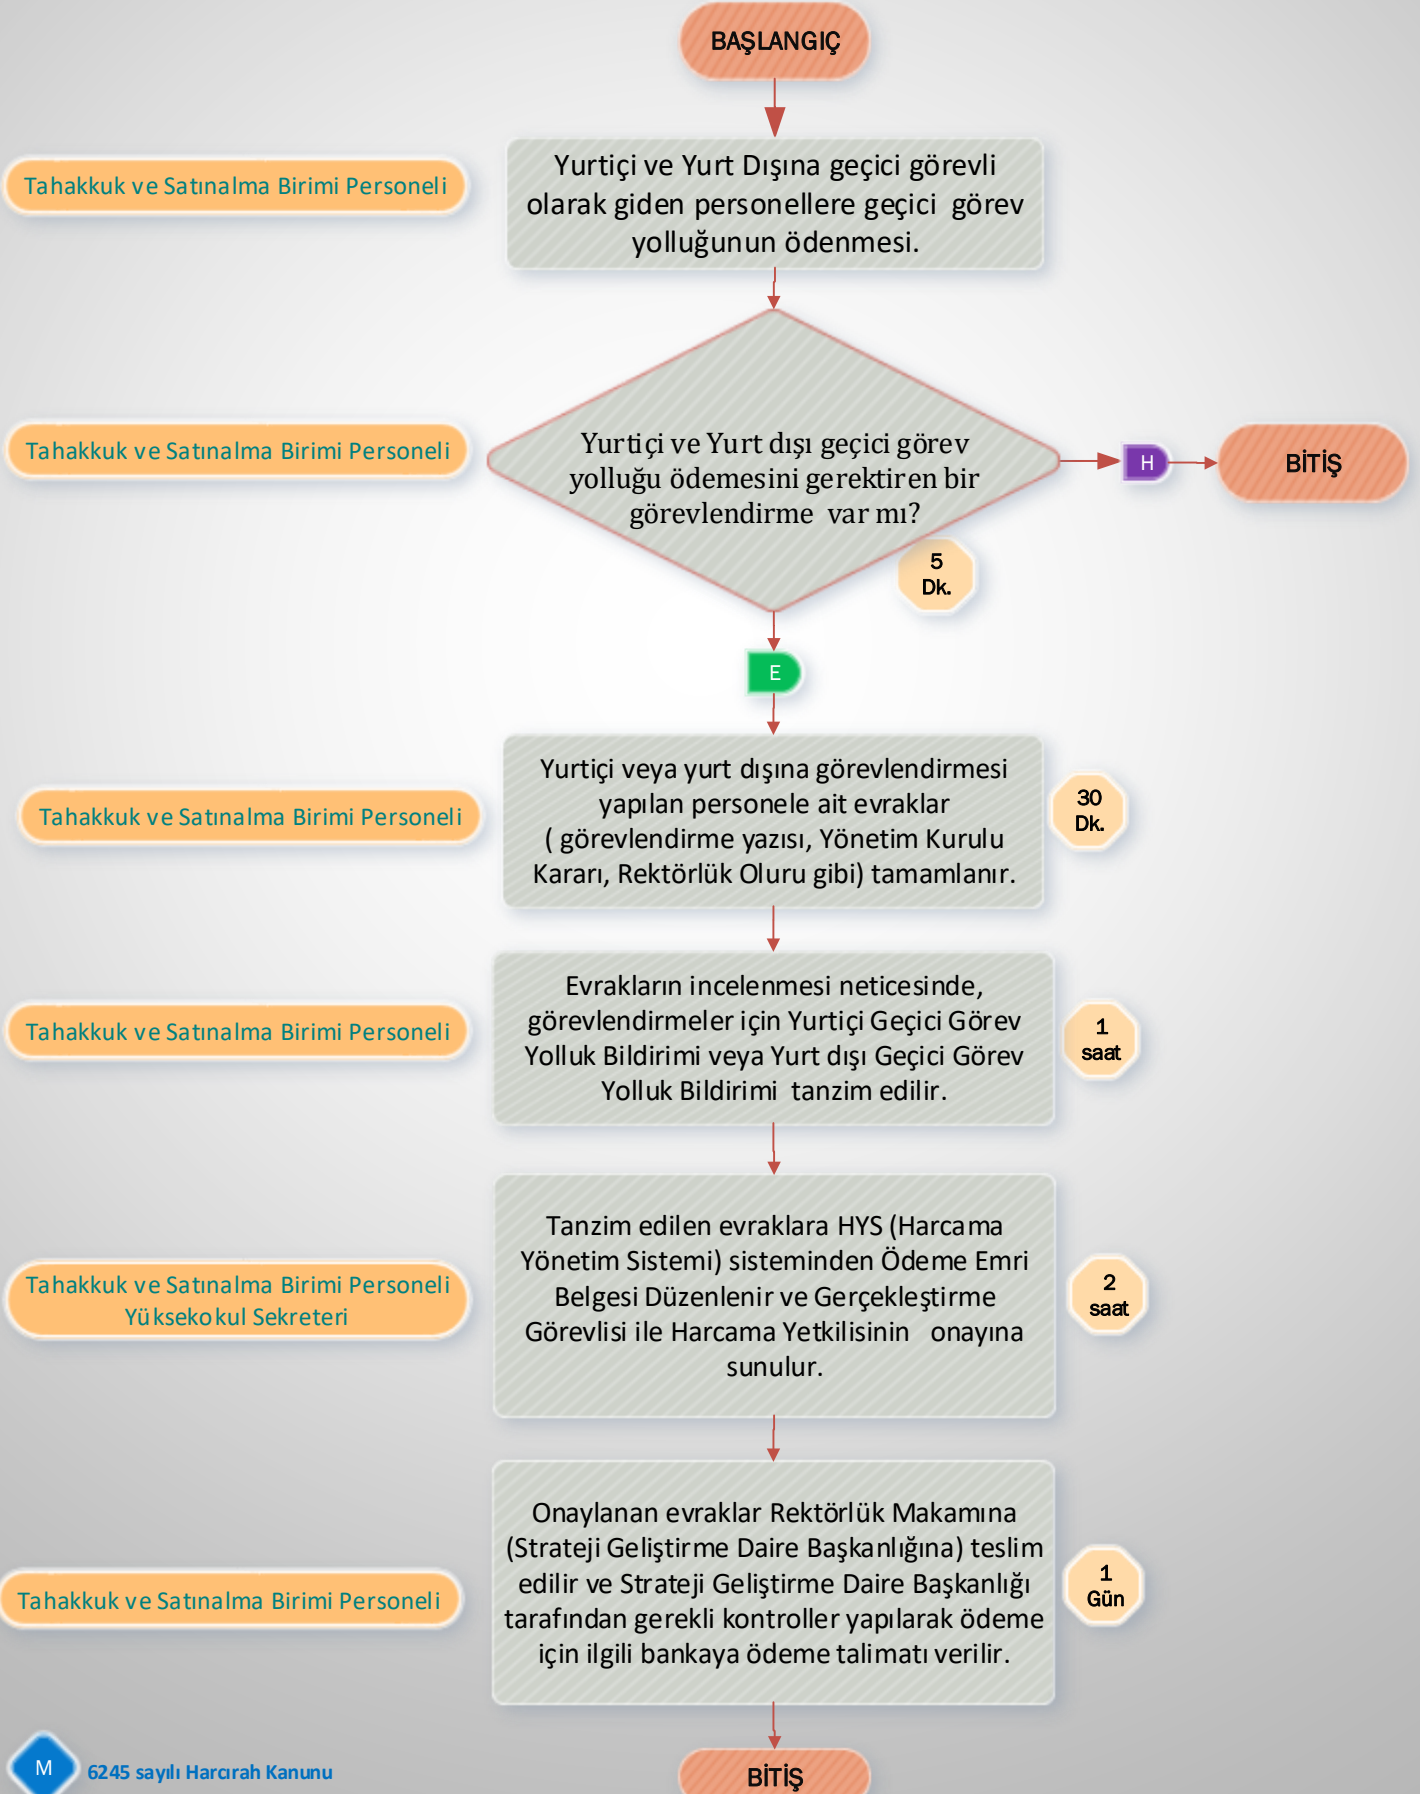 BAŞLANGIÇ
Tahakkuk ve Satınalma Birimi Personeli
Yurtiçi ve Yurt Dışına geçici görevli
olarak giden personellere geçici görev
yolluğunun ödenmesi.
Tahakkuk ve Satınalma Birimi Personeli
Yurtiçi ve Yurt dışı geçici görev
yolluğu ödemesini gerektiren bir
görevlendirme var mı?
H
BİTİŞ
5
Dk.
E
Tahakkuk ve Satınalma Birimi Personeli
Yurtiçi veya yurt dışına görevlendirmesi
yapılan personele ait evraklar
( görevlendirme yazısı, Yönetim Kurulu
Kararı, Rektörlük Oluru gibi) tamamlanır.
30
Dk.
Tahakkuk ve Satınalma Birimi Personeli
Evrakların incelenmesi neticesinde,
görevlendirmeler için Yurtiçi Geçici Görev
Yolluk Bildirimi veya Yurt dışı Geçici Görev
Yolluk Bildirimi tanzim edilir.
1
saat
Tahakkuk ve Satınalma Birimi Personeli
Yüksekokul Sekreteri
Tanzim edilen evraklara HYS (Harcama
Yönetim Sistemi) sisteminden Ödeme Emri
Belgesi Düzenlenir ve Gerçekleştirme
Görevlisi ile Harcama Yetkilisinin onayına
sunulur.
2
saat
Tahakkuk ve Satınalma Birimi Personeli
Onaylanan evraklar Rektörlük Makamına
(Strateji Geliştirme Daire Başkanlığına) teslim
edilir ve Strateji Geliştirme Daire Başkanlığı
tarafından gerekli kontroller yapılarak ödeme
için ilgili bankaya ödeme talimatı verilir.
1
Gün
M
6245 sayılı Harcırah Kanunu
BİTİŞ